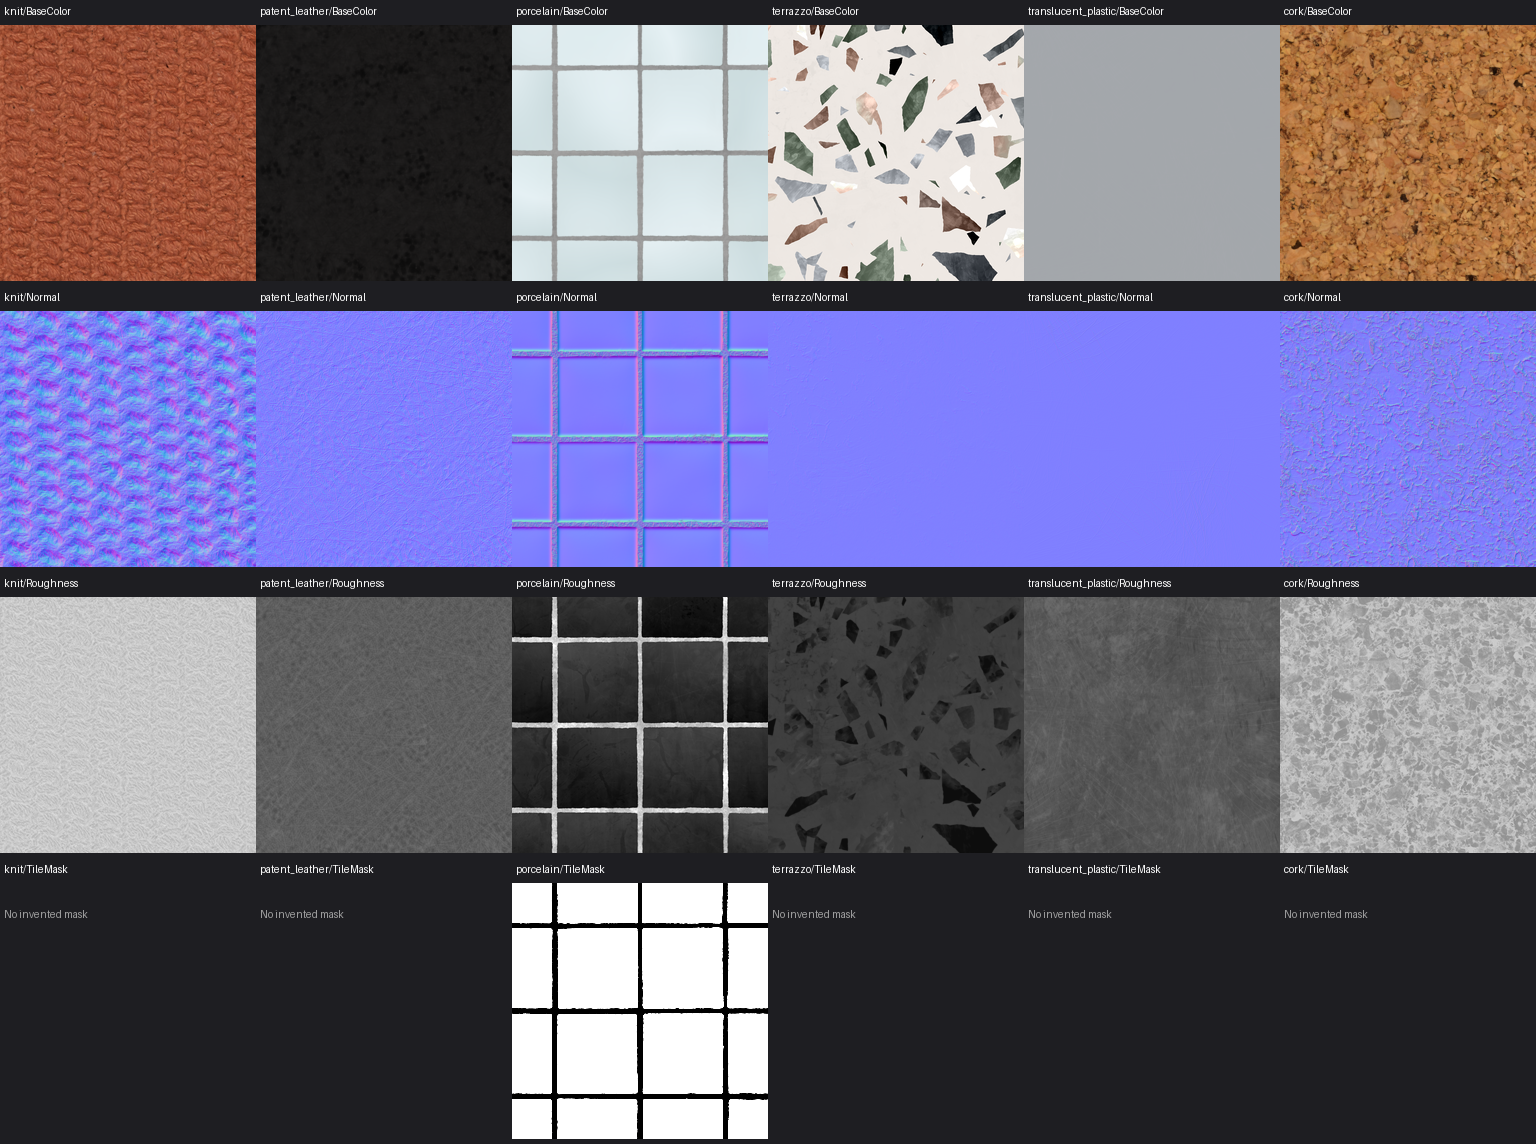 knit/BaseColor
patent_leather/BaseColor
porcelain/BaseColor
terrazzo/BaseColor
translucent_plastic/BaseColor
cork/BaseColor
knit/Normal
patent_leather/Normal
porcelain/Normal
terrazzo/Normal
translucent_plastic/Normal
cork/Normal
knit/Roughness
patent_leather/Roughness
porcelain/Roughness
terrazzo/Roughness
translucent_plastic/Roughness
cork/Roughness
knit/TileMask
patent_leather/TileMask
porcelain/TileMask
terrazzo/TileMask
translucent_plastic/TileMask
cork/TileMask
No invented mask
No invented mask
No invented mask
No invented mask
No invented mask